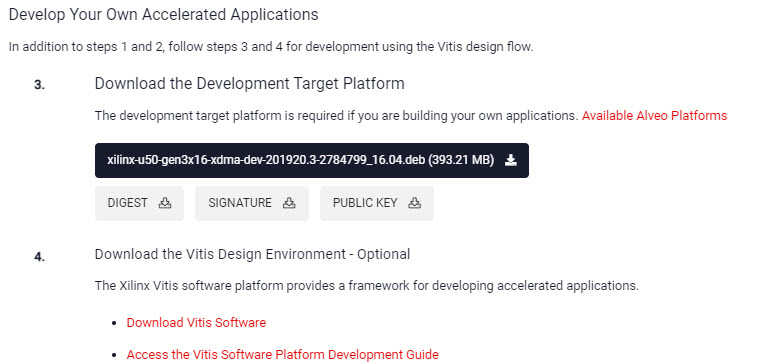 Develop Your Own Accelerated Applications
In addition to steps 1 and 2, follow steps 3 and 4 for development using the Vitis design flow.
3. Download the Development Target Platform
The development target platform is required if you are building your own applications. Available Alveo Platforms
xilinx-u50-gen3x16-xdma-dev-201920.3-2784799_16.04.deb (393.21 MB)
DIGEST SIGNATURE PUBLIC KEY
4. Download the Vitis Design Environment - Optional
The Xilinx Vitis software platform provides a framework for developing accelerated applications.
• Download Vitis Software
• Access the Vitis Software Platform Development Guide